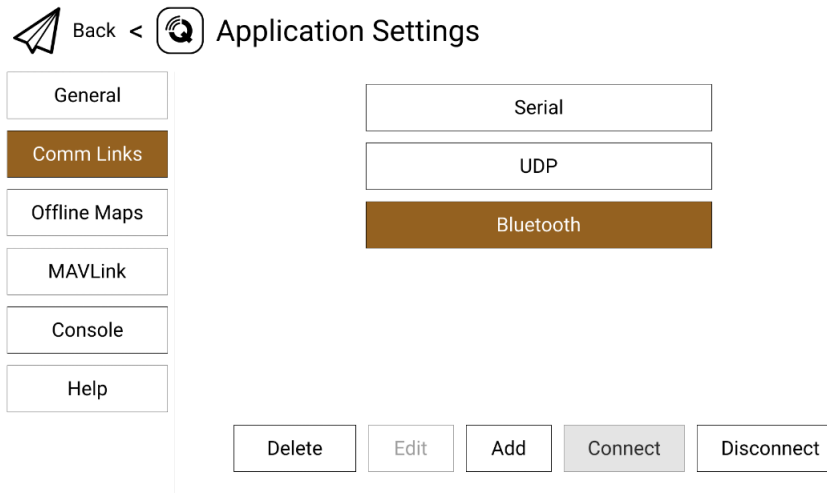 Back < Application Settings
General
Comm Links
Offline Maps
MAVLink
Console
Help
Serial
UDP
Bluetooth
Delete Edit Add Connect Disconnect